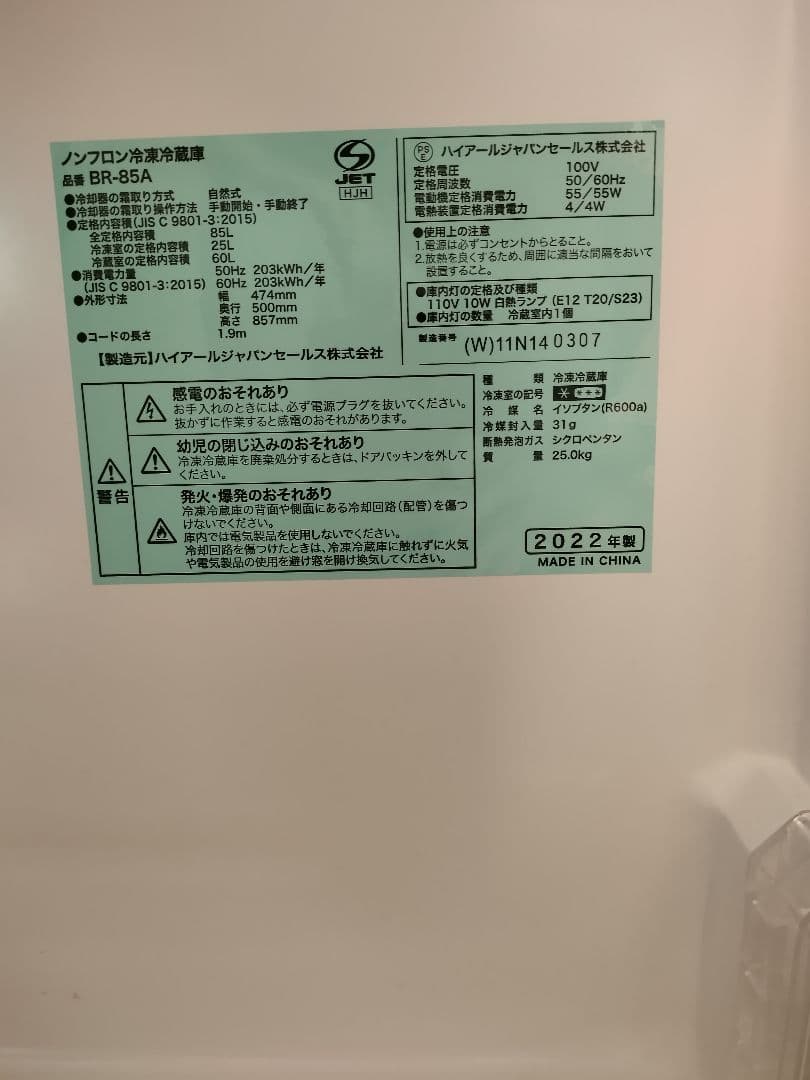 ノンフロン冷凍冷蔵庫
品番 BR-85A
JET
HJH
●冷却器の霜取り方式 自然式
●冷却器の霜取り操作方法 手動開始・手動終了
●定格内容積(JIS C 9801-3:2015)
全定格内容積 85L
冷凍室の定格内容積 25L
冷蔵室の定格内容積 60L
●消費電力量 50Hz 203kWh/年
(JIS C 9801-3:2015) 60Hz 203kWh/年
●外形寸法 幅 474mm
奥行 500mm
高さ 857mm
●コードの長さ 1.9m
【製造元】ハイアールジャパンセールス株式会社
PSE ハイアールジャパンセールス株式会社
定格電圧 100V
定格周波数 50/60Hz
電動機定格消費電力 55/55W
電熱装置定格消費電力 4/4W
●使用上の注意
1.電源は必ずコンセントからとること。
2.放熱を良くするため、周囲に適当な間隔をおいて
設置すること。
●庫内灯の定格及び種類
110V 10W 白熱ランプ (E12 T20/S23)
●庫内灯の数量 冷蔵室内1個
製造番号 (W)11N140307
警告
感電のおそれあり
お手入れのときには、必ず電源プラグを抜いてください。
抜かずに作業すると感電のおそれがあります。
幼児の閉じ込みのおそれあり
冷凍冷蔵庫を廃棄処分するときは、ドアパッキンを外して
ください。
発火・爆発のおそれあり
冷凍冷蔵庫の背面や側面にある冷却回路(配管)を傷つ
けないでください。
庫内では電気製品を使用しないでください。
冷却回路を傷つけたときは、冷凍冷蔵庫に触れずに火気
や電気製品の使用を避け窓を開け換気してください。
種類 冷凍冷蔵庫
冷凍室の記号 * ***
冷媒名 イソブタン(R600a)
冷媒封入量 31g
断熱発泡ガス シクロペンタン
質量 25.0kg
2022年製
MADE IN CHINA